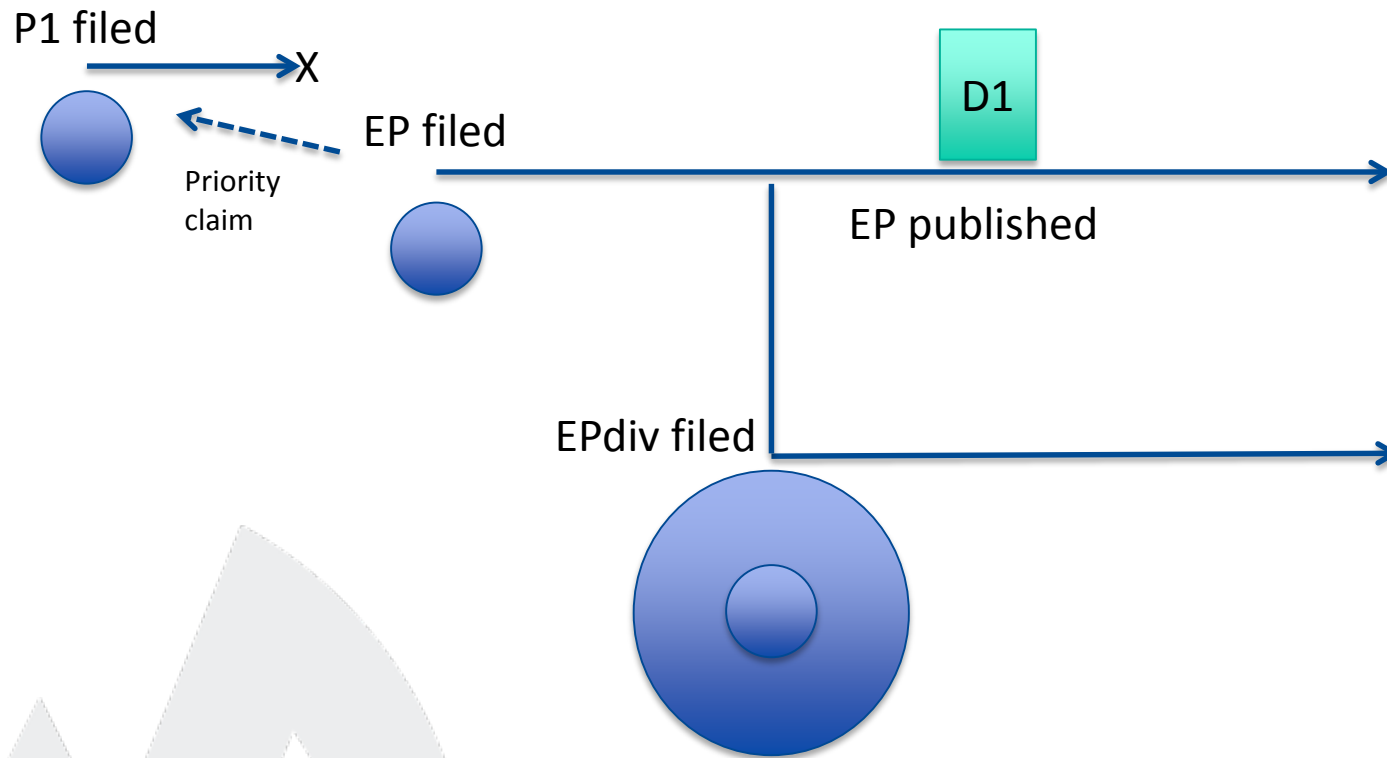 P1 filed
X
D1
EP filed
Priority
claim
EP published
EPdiv filed